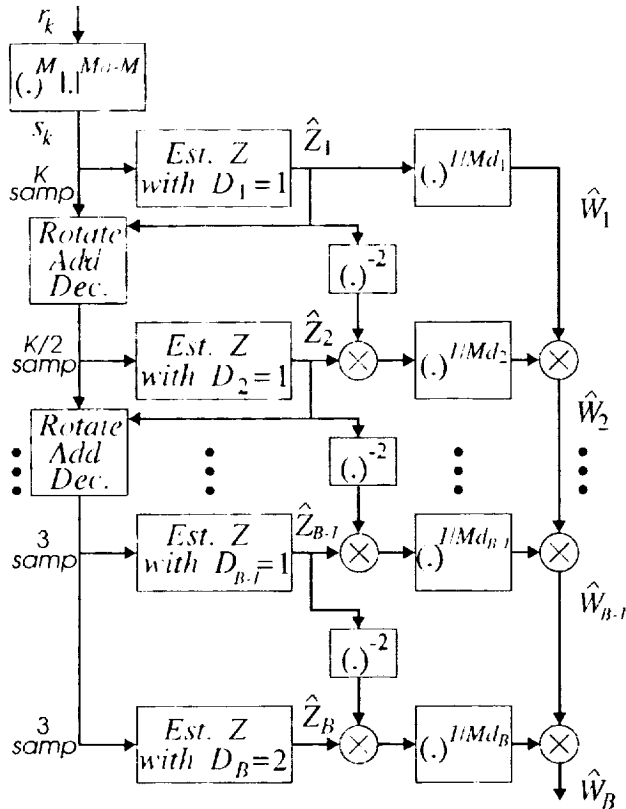 r_k
(.)^M |.|^{Mα-M}
s_k
K
samp
Est. Z
with D_1=1
Ẑ_1
(.)^{1/Md_1}
Ŵ_1
Rotate
Add
Dec.
(.)^{-2}
K/2
samp
Est. Z
with D_2=1
Ẑ_2
(.)^{1/Md_2}
Ŵ_2
Rotate
Add
Dec.
(.)^{-2}
3
samp
Est. Z
with D_{B-1}=1
Ẑ_{B-1}
(.)^{1/Md_{B-1}}
Ŵ_{B-1}
(.)^{-2}
3
samp
Est. Z
with D_B=2
Ẑ_B
(.)^{1/Md_B}
Ŵ_B